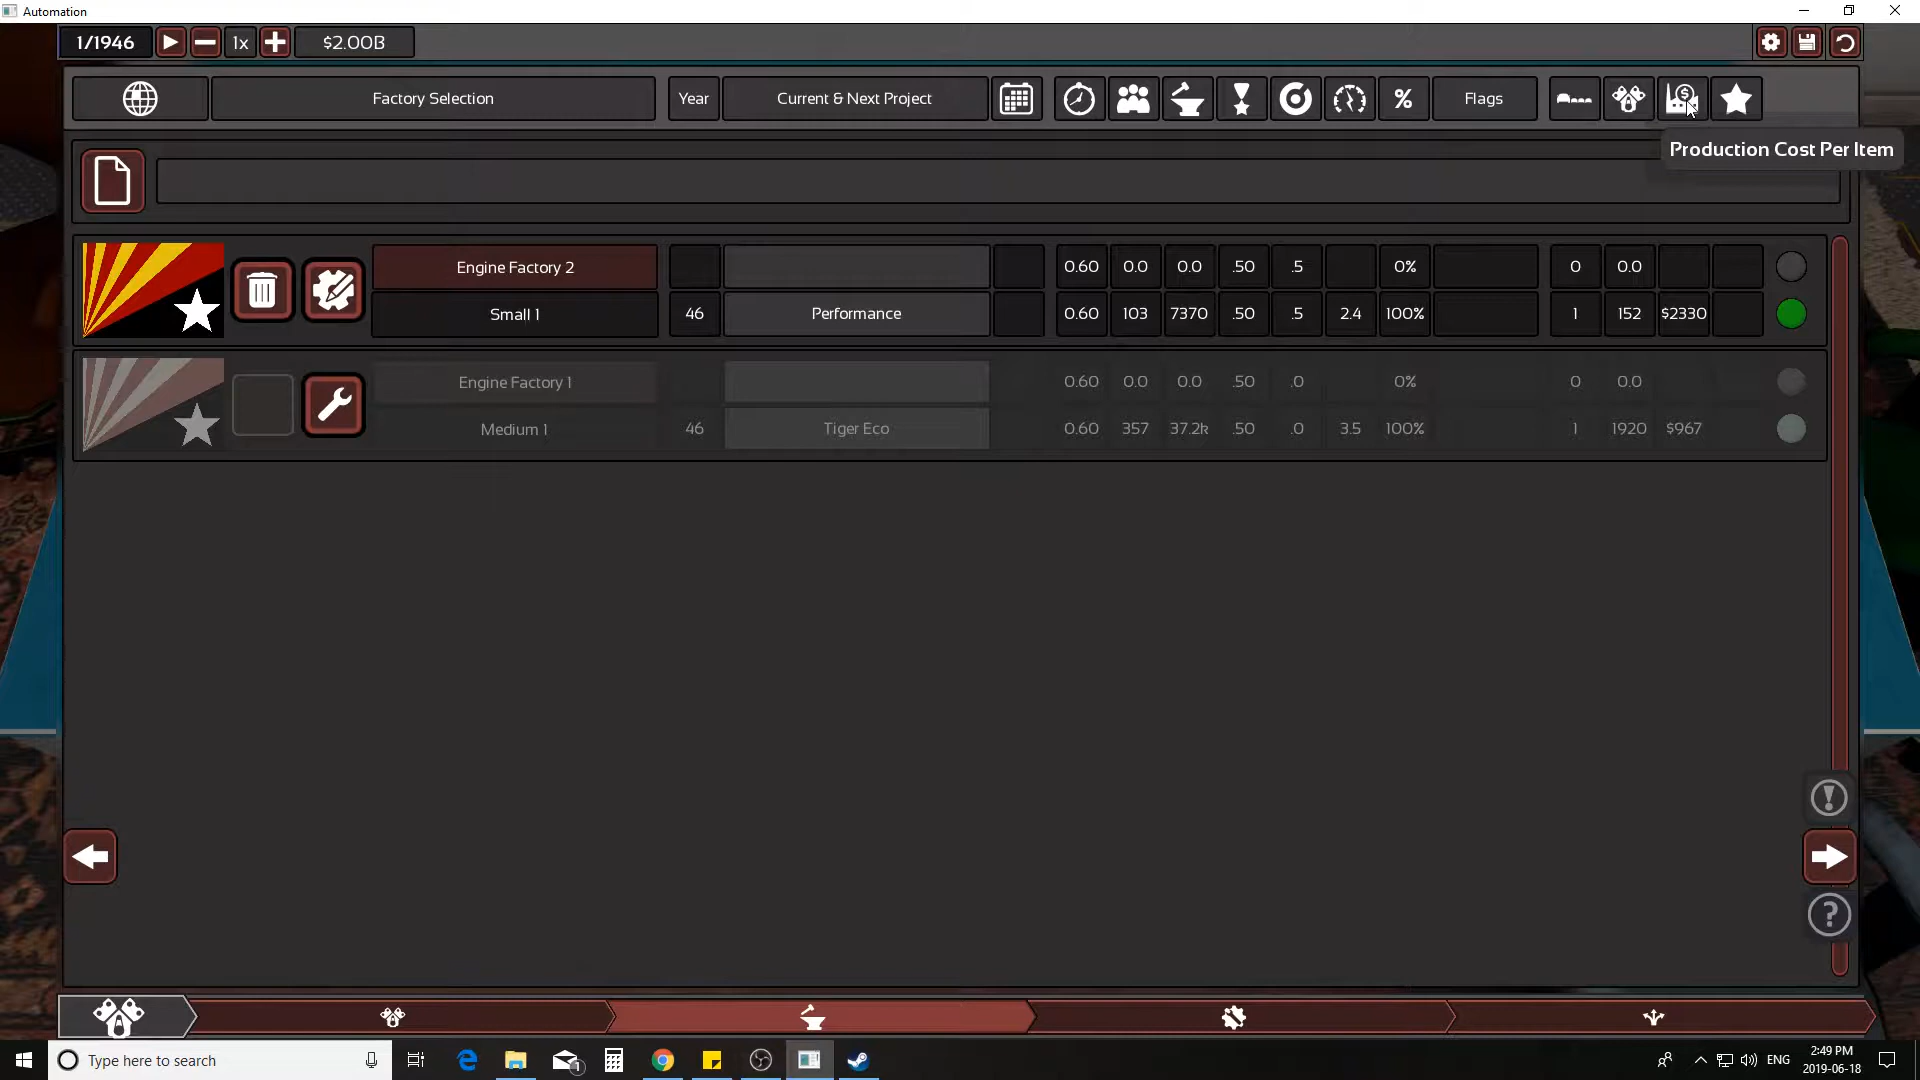 Automation
1/1946
1x
$2.00B
Factory Selection
Year
Current & Next Project
%
Flags
Production Cost Per Item
Engine Factory 2
0.60 0.0 0.0 .50 .5 0% 0 0.0
Small 1 46 Performance 0.60 103 7370 .50 .5 2.4 100% 1 152 $2330
Engine Factory 1
0.60 0.0 0.0 .50 .0 0% 0 0.0
Medium 1 46 Tiger Eco 0.60 357 37.2k .50 .0 3.5 100% 1 1920 $967
Type here to search
1
ENG
2:49 PM
2019-06-18